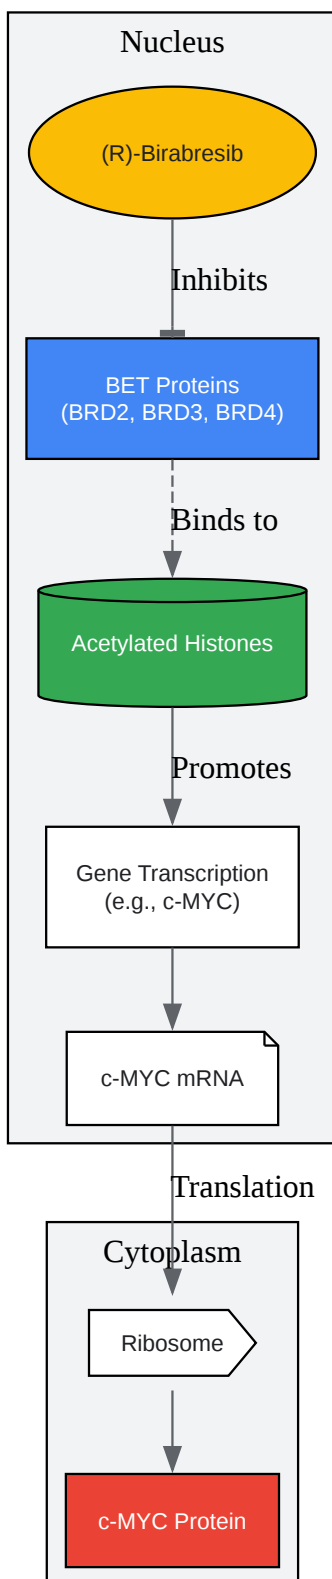 Nucleus
(R)-Birabresib
Inhibits
BET Proteins
(BRD2, BRD3, BRD4)
Binds to
Acetylated Histones
Promotes
Gene Transcription
(e.g., c-MYC)
c-MYC mRNA
Translation
Cytoplasm
Ribosome
c-MYC Protein